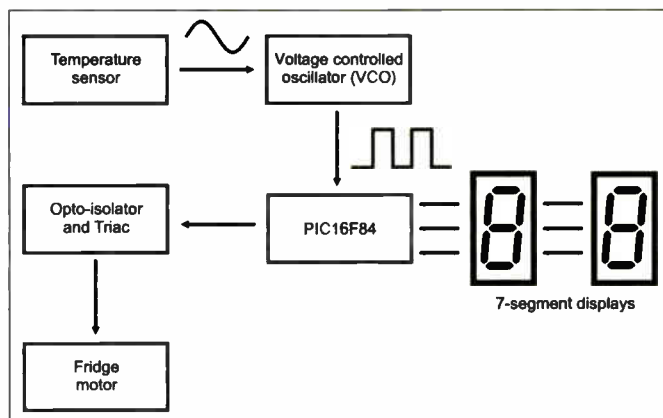 Temperature
sensor
Voltage controlled
oscillator (VCO)
Opto-isolator
and Triac
PIC16F84
7-segment displays
Fridge
motor